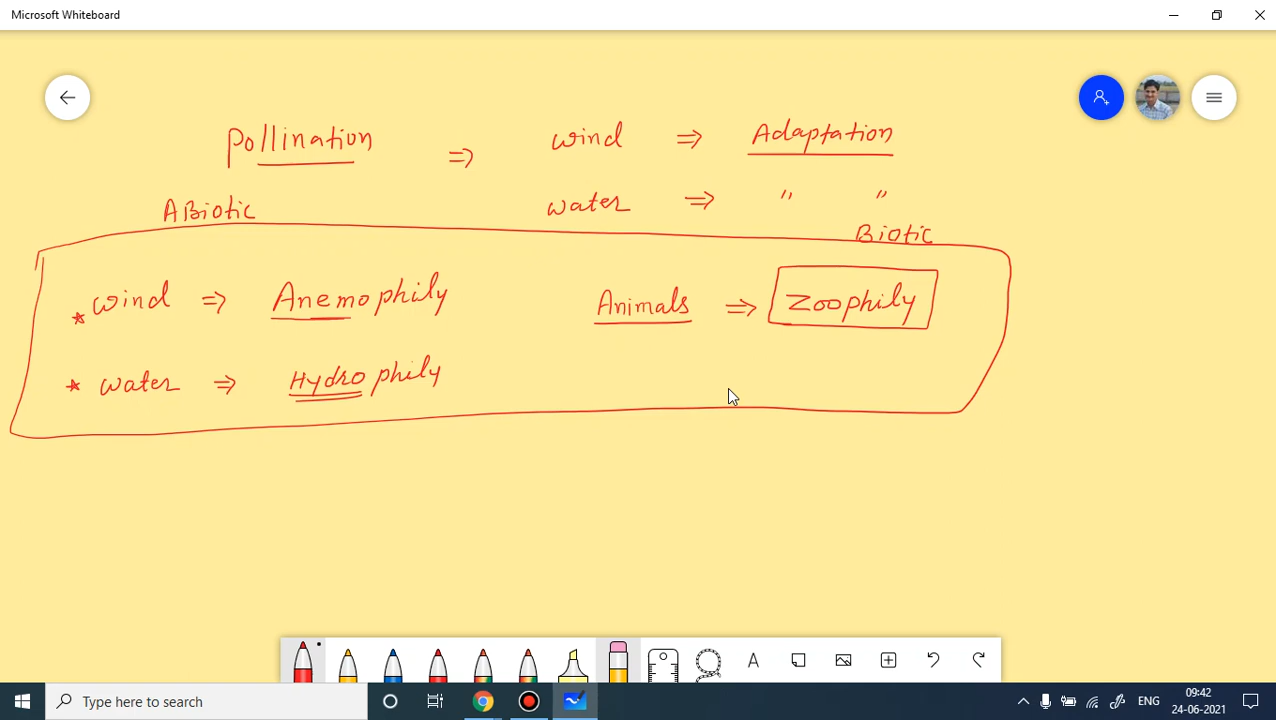 Microsoft Whiteboard
Pollination ⇒ wind ⇒ Adaptation
water ⇒ " "
ABiotic
Biotic
* wind ⇒ Anemophily
Animals ⇒ Zoophily
* water ⇒ Hydrophily
A
Type here to search
ENG
09:42
24-06-2021